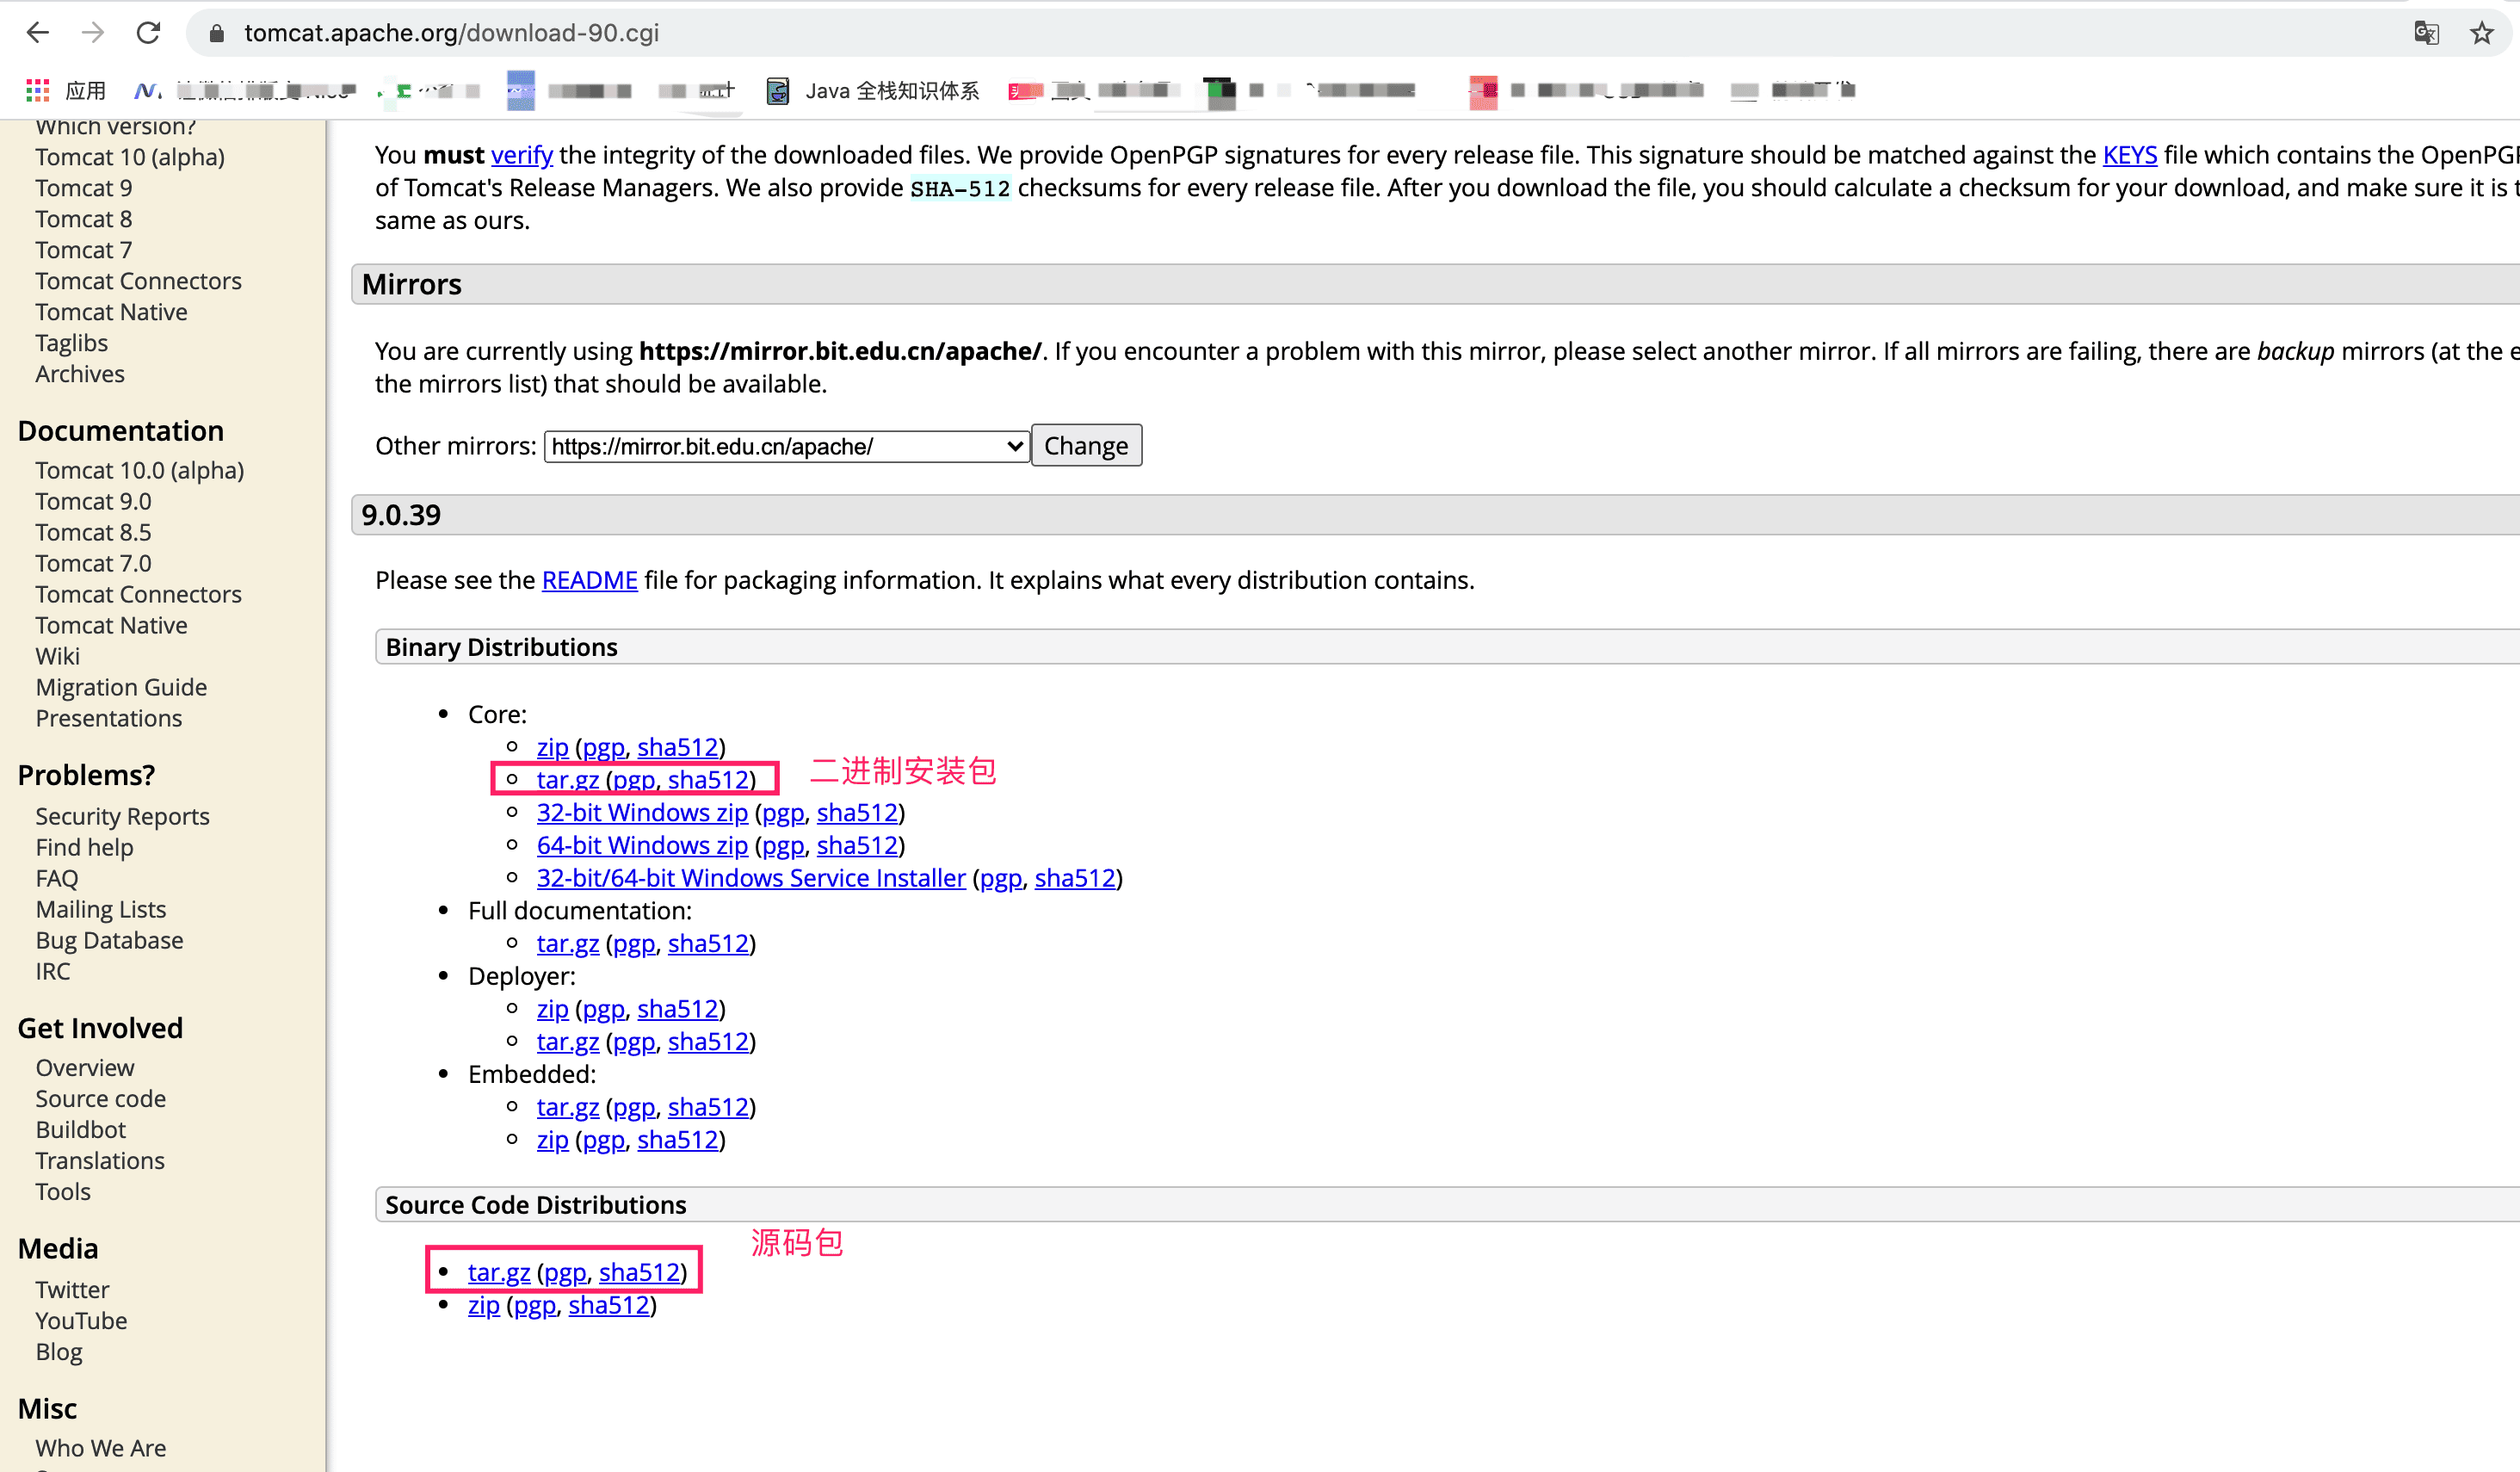 tomcat.apache.org/download-90.cgi
应用
Java 全栈知识体系
Which version?
Tomcat 10 (alpha)
Tomcat 9
Tomcat 8
Tomcat 7
Tomcat Connectors
Tomcat Native
Taglibs
Archives
Documentation
Tomcat 10.0 (alpha)
Tomcat 9.0
Tomcat 8.5
Tomcat 7.0
Tomcat Connectors
Tomcat Native
Wiki
Migration Guide
Presentations
Problems?
Security Reports
Find help
FAQ
Mailing Lists
Bug Database
IRC
Get Involved
Overview
Source code
Buildbot
Translations
Tools
Media
Twitter
YouTube
Blog
Misc
Who We Are
You must verify the integrity of the downloaded files. We provide OpenPGP signatures for every release file. This signature should be matched against the KEYS file which contains the OpenPGP
of Tomcat's Release Managers. We also provide SHA-512 checksums for every release file. After you download the file, you should calculate a checksum for your download, and make sure it is
same as ours.
Mirrors
You are currently using https://mirror.bit.edu.cn/apache/. If you encounter a problem with this mirror, please select another mirror. If all mirrors are failing, there are backup mirrors (at the
the mirrors list) that should be available.
Other mirrors: https://mirror.bit.edu.cn/apache/ Change
9.0.39
Please see the README file for packaging information. It explains what every distribution contains.
Binary Distributions
Core:
zip (pgp, sha512)
tar.gz (pgp, sha512) 二进制安装包
32-bit Windows zip (pgp, sha512)
64-bit Windows zip (pgp, sha512)
32-bit/64-bit Windows Service Installer (pgp, sha512)
Full documentation:
tar.gz (pgp, sha512)
Deployer:
zip (pgp, sha512)
tar.gz (pgp, sha512)
Embedded:
tar.gz (pgp, sha512)
zip (pgp, sha512)
Source Code Distributions
源码包
tar.gz (pgp, sha512)
zip (pgp, sha512)